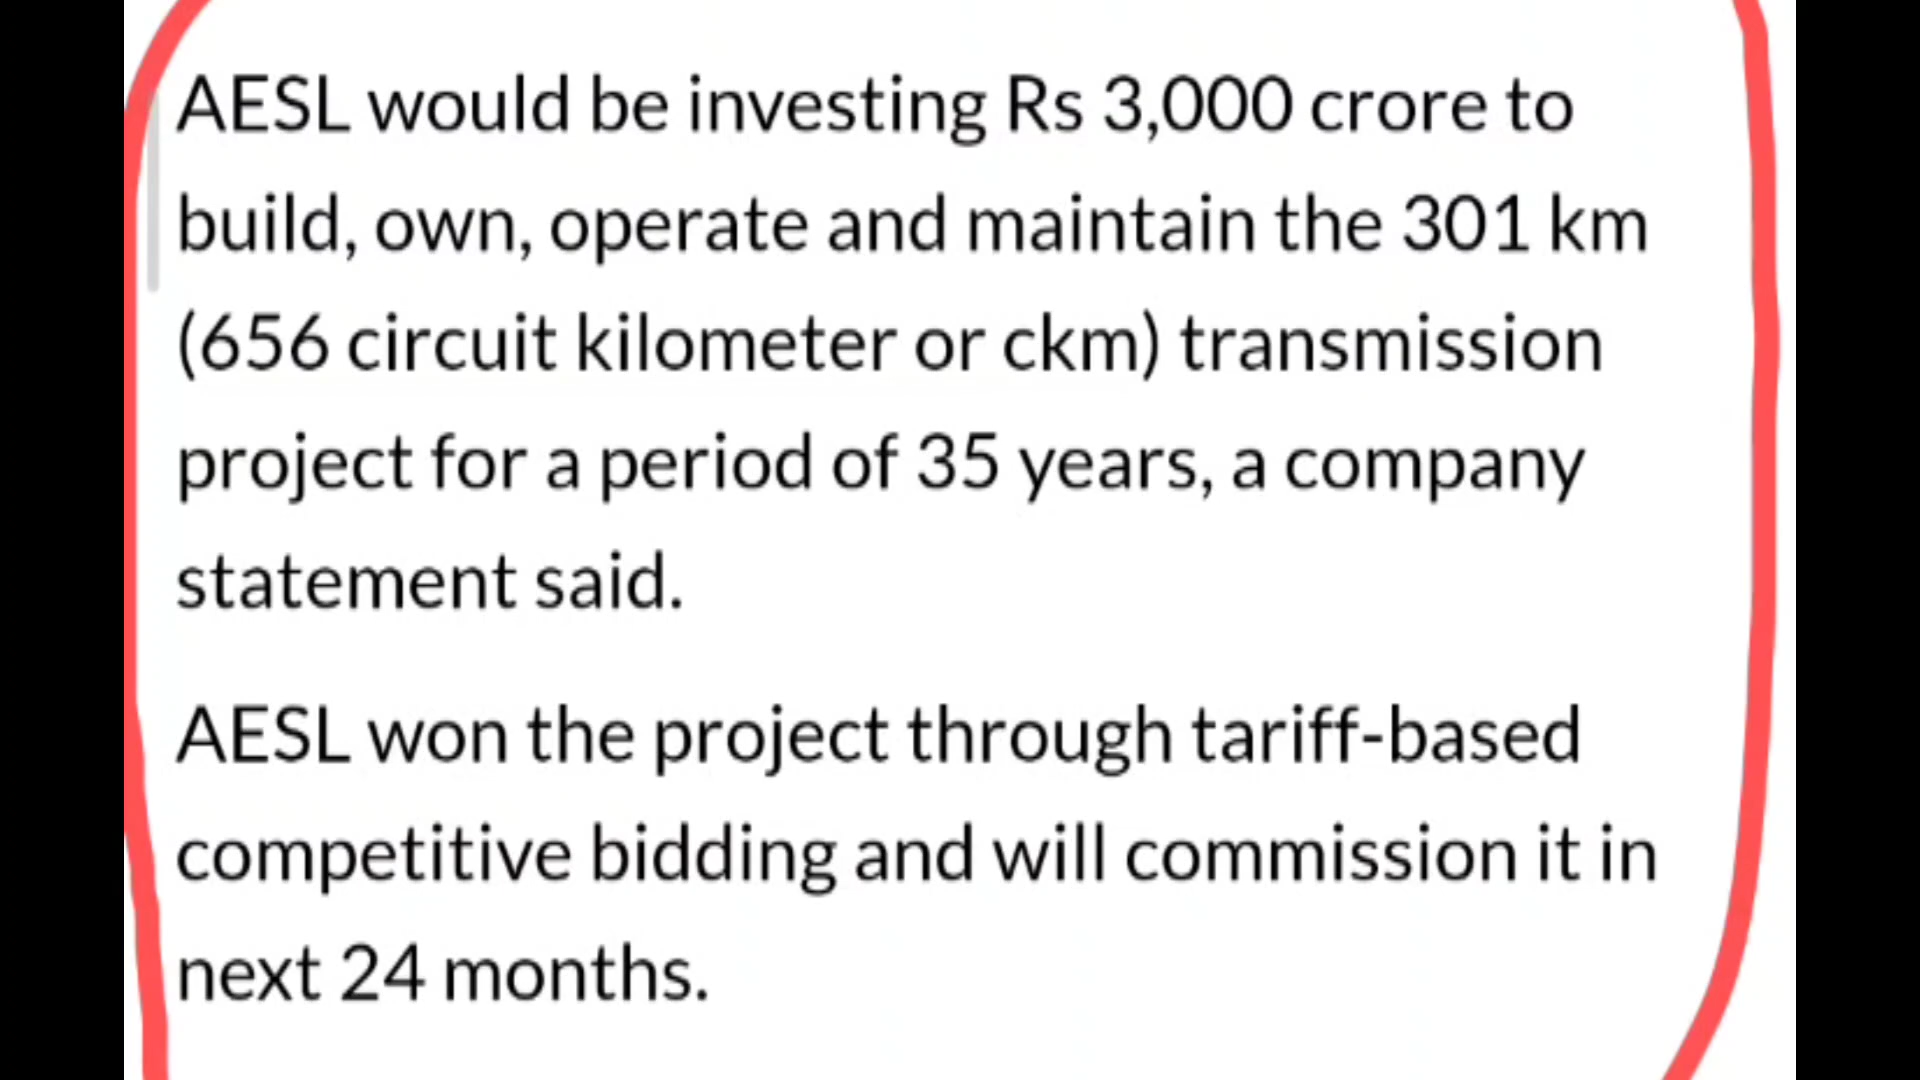 AESL would be investing Rs 3,000 crore to
build, own, operate and maintain the 301 km
(656 circuit kilometer or ckm) transmission
project for a period of 35 years, a company
statement said.
AESL won the project through tariff-based
competitive bidding and will commission it in
next 24 months.